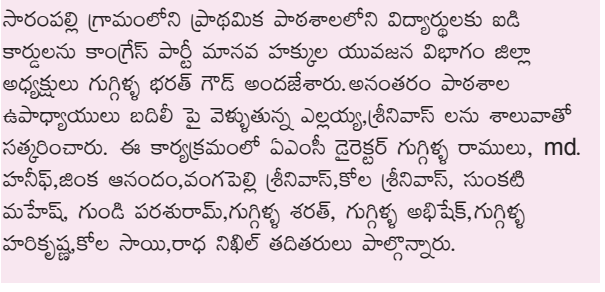 సారంపల్లి గ్రామంలోని ప్రాథమిక పాఠశాలలోని విద్యార్థులకు ఐడి
కార్డులను కాంగ్రేస్ పార్టీ మానవ హక్కుల యువజన విభాగం జిల్లా
అధ్యక్షులు గుగ్గిళ్ళ భరత్ గౌడ్ అందజేశారు.అనంతరం పాఠశాల
ఉపాధ్యాయులు బదిలీ పై వెళ్ళుతున్న ఎల్లయ్య,శ్రీనివాస్ లను శాలువాతో
సత్కరించారు. ఈ కార్యక్రమంలో ఏఎంసీ డైరెక్టర్ గుగ్గిళ్ళ రాములు, md.
హనీఫ్,జింక ఆనందం,వంగపెల్లి శ్రీనివాస్,కోల శ్రీనివాస్, సుంకటి
మహేష్, గుండి పరశురామ్,గుగ్గిళ్ళ శరత్, గుగ్గిళ్ళ అభిషేక్,గుగ్గిళ్ళ
హరికృష్ణ,కోల సాయి,రాధ నిఖిల్ తదితరులు పాల్గొన్నారు.